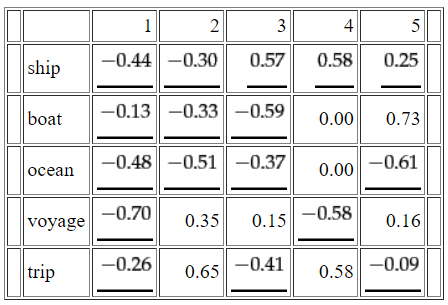 1 2 3 4 5
ship −0.44 −0.30 0.57 0.58 0.25
boat −0.13 −0.33 −0.59 0.00 0.73
ocean −0.48 −0.51 −0.37 0.00 −0.61
voyage −0.70 0.35 0.15 −0.58 0.16
trip −0.26 0.65 −0.41 0.58 −0.09